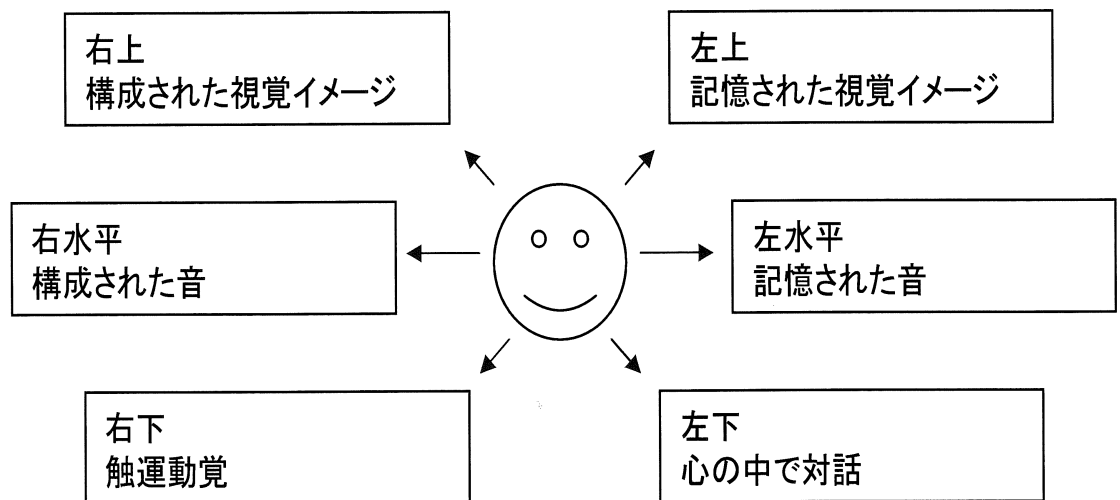 右上
構成された視覚イメージ
左上
記憶された視覚イメージ
右水平
構成された音
左水平
記憶された音
右下
触運動覚
左下
心の中で対話